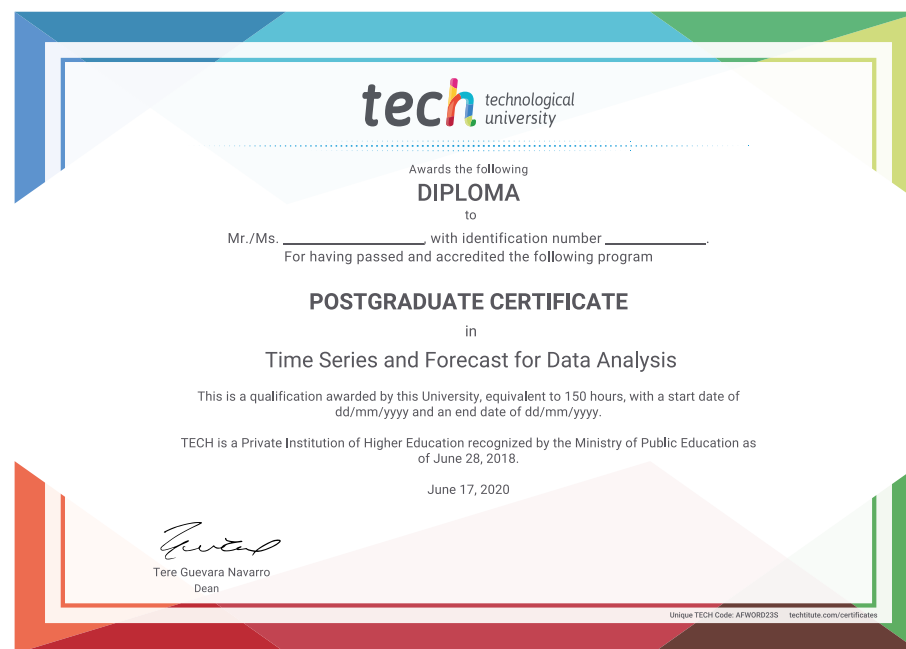 tech technological
university
Awards the following
DIPLOMA
to
Mr./Ms. ____________________, with identification number ______________.
For having passed and accredited the following program
POSTGRADUATE CERTIFICATE
in
Time Series and Forecast for Data Analysis
This is a qualification awarded by this University, equivalent to 150 hours, with a start date of
dd/mm/yyyy and an end date of dd/mm/yyyy.
TECH is a Private Institution of Higher Education recognized by the Ministry of Public Education as
of June 28, 2018.
June 17, 2020
Tere Guevara Navarro
Dean
Unique TECH Code: AFWORD23S techtitute.com/certificates